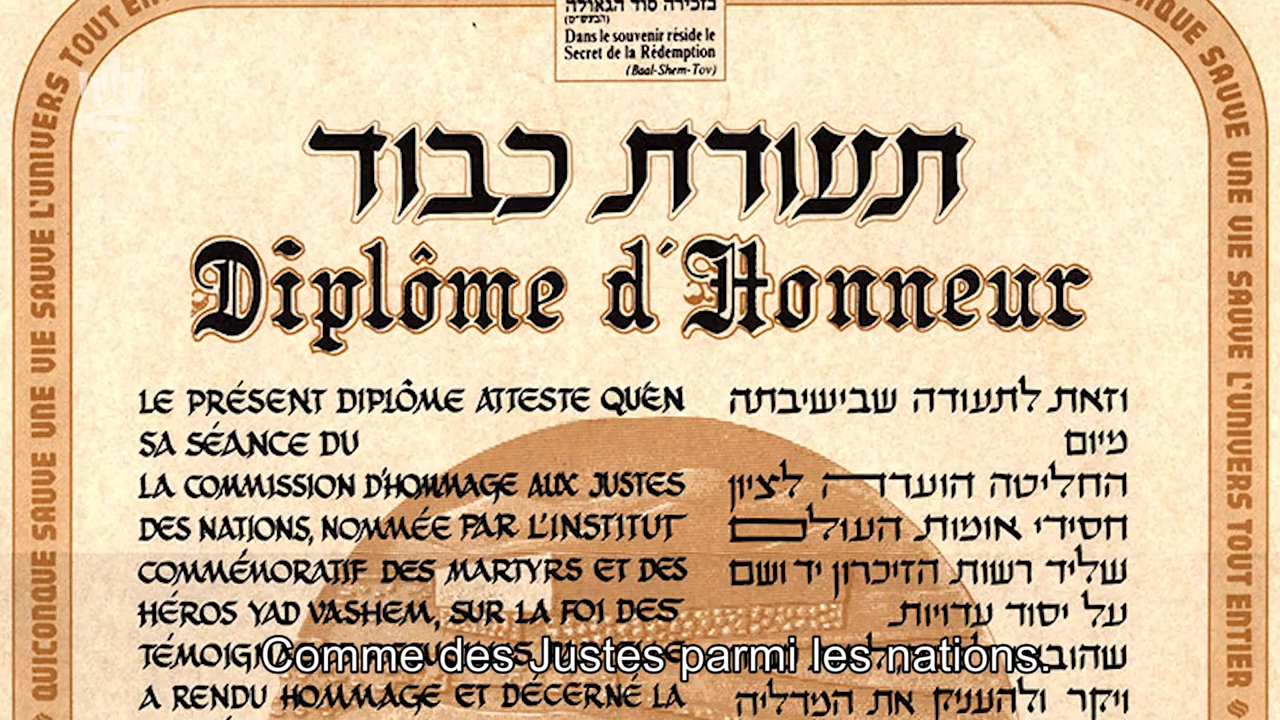 בזכירה סוד הגאולה
(הבעש"ט)
Dans le souvenir réside le
Secret de la Rédemption
(Baal-Shem-Tov)
תעודת כבוד
Diplôme d'Honneur
LE PRÉSENT DIPLÔME ATTESTE QU'EN
SA SÉANCE DU
LA COMMISSION D'HOMMAGE AUX JUSTES
DES NATIONS, NOMMÉE PAR L'INSTITUT
COMMÉMORATIF DES MARTYRS ET DES
HÉROS YAD VASHEM, SUR LA FOI DES
A RENDU HOMMAGE ET DÉCERNÉ LA
וזאת לתעודה שבישיבתה
מיום
החליטה הועדה לציון
חסידי אומות העולם
שליד רשות הזיכרון יד ושם
על יסוד עדויות
ויקר ולהעניק את המדליה
QUICONQUE SAUVE UNE VIE SAUVE L'UNIVERS TOUT
SAUVE UNE VIE SAUVE L'UNIVERS TOUT ENTIER
Comme des Justes parmi les nations.